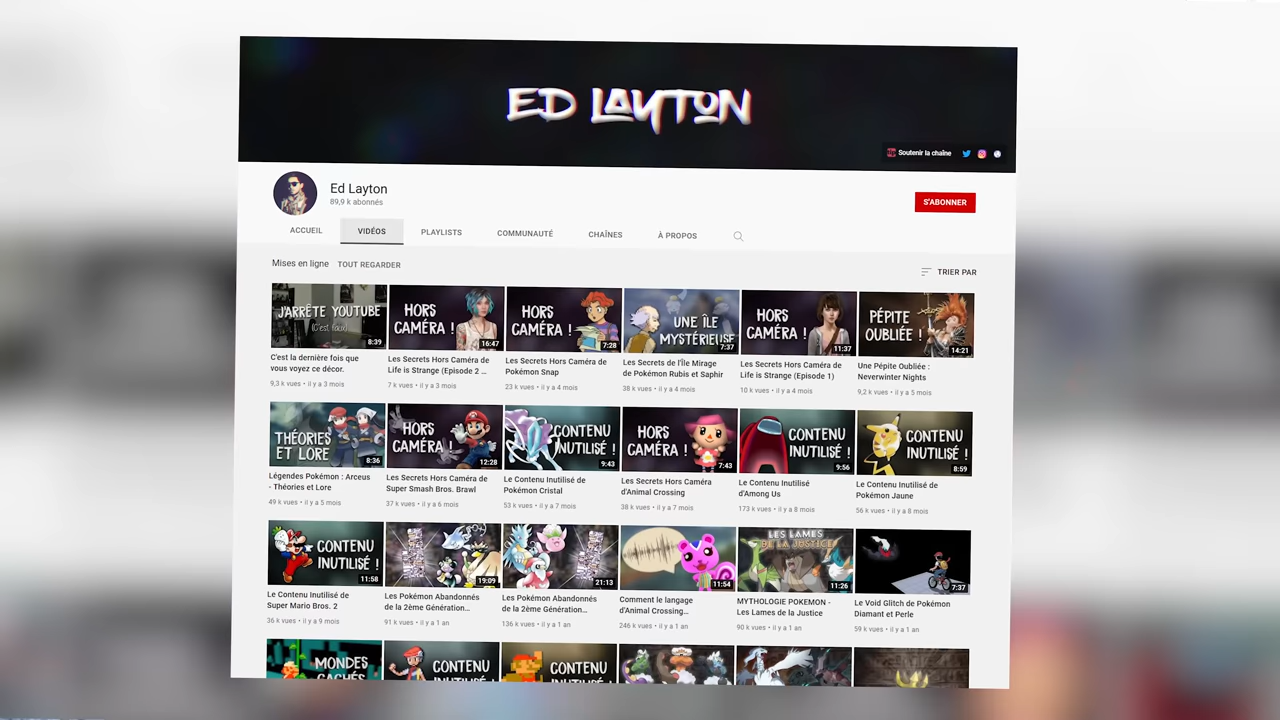 ED LAYTON
Soutenir la chaîne
Ed Layton
89,9 k abonnés
S'ABONNER
ACCUEIL
VIDÉOS
PLAYLISTS
COMMUNAUTÉ
CHAÎNES
À PROPOS
Mises en ligne
TOUT REGARDER
TRIER PAR
J'ARRÊTE YOUTUBE
(C'est faux)
8:39
C'est la dernière fois que
vous voyez ce décor.
9,3 k vues • il y a 3 mois
HORS
CAMÉRA !
16:47
Les Secrets Hors Caméra de
Life is Strange (Episode 2 ...
7 k vues • il y a 3 mois
HORS
CAMÉRA !
7:28
Les Secrets Hors Caméra de
Pokémon Snap
23 k vues • il y a 4 mois
UNE ÎLE
MYSTÉRIEUSE
7:37
Les Secrets de l'Île Mirage
de Pokémon Rubis et Saphir
38 k vues • il y a 4 mois
HORS
CAMÉRA !
11:37
Les Secrets Hors Caméra de
Life is Strange (Episode 1)
10 k vues • il y a 4 mois
PÉPITE
OUBLIÉE !
14:21
Une Pépite Oubliée :
Neverwinter Nights
9,2 k vues • il y a 5 mois
THÉORIES
ET LORE
8:36
Légendes Pokémon : Arceus
- Théories et Lore
49 k vues • il y a 5 mois
HORS
CAMÉRA !
12:28
Les Secrets Hors Caméra de
Super Smash Bros. Brawl
37 k vues • il y a 6 mois
CONTENU
INUTILISÉ !
9:43
Le Contenu Inutilisé de
Pokémon Cristal
53 k vues • il y a 7 mois
HORS
CAMÉRA !
7:43
Les Secrets Hors Caméra
d'Animal Crossing
38 k vues • il y a 7 mois
CONTENU
INUTILISÉ !
9:56
Le Contenu Inutilisé
d'Among Us
173 k vues • il y a 8 mois
CONTENU
INUTILISÉ !
8:59
Le Contenu Inutilisé de
Pokémon Jaune
56 k vues • il y a 8 mois
CONTENU
INUTILISÉ !
11:58
Le Contenu Inutilisé de
Super Mario Bros. 2
36 k vues • il y a 9 mois
19:09
Les Pokémon Abandonnés
de la 2ème Génération...
91 k vues • il y a 1 an
21:13
Les Pokémon Abandonnés
de la 2ème Génération...
136 k vues • il y a 1 an
11:54
Comment le langage
d'Animal Crossing...
246 k vues • il y a 1 an
LES LAMES
DE LA JUSTICE
11:26
MYTHOLOGIE POKEMON -
Les Lames de la Justice
90 k vues • il y a 1 an
7:37
Le Void Glitch de Pokémon
Diamant et Perle
59 k vues • il y a 1 an
MONDES
CACHÉS
CONTENU
CONTENU
INUTILISÉ !